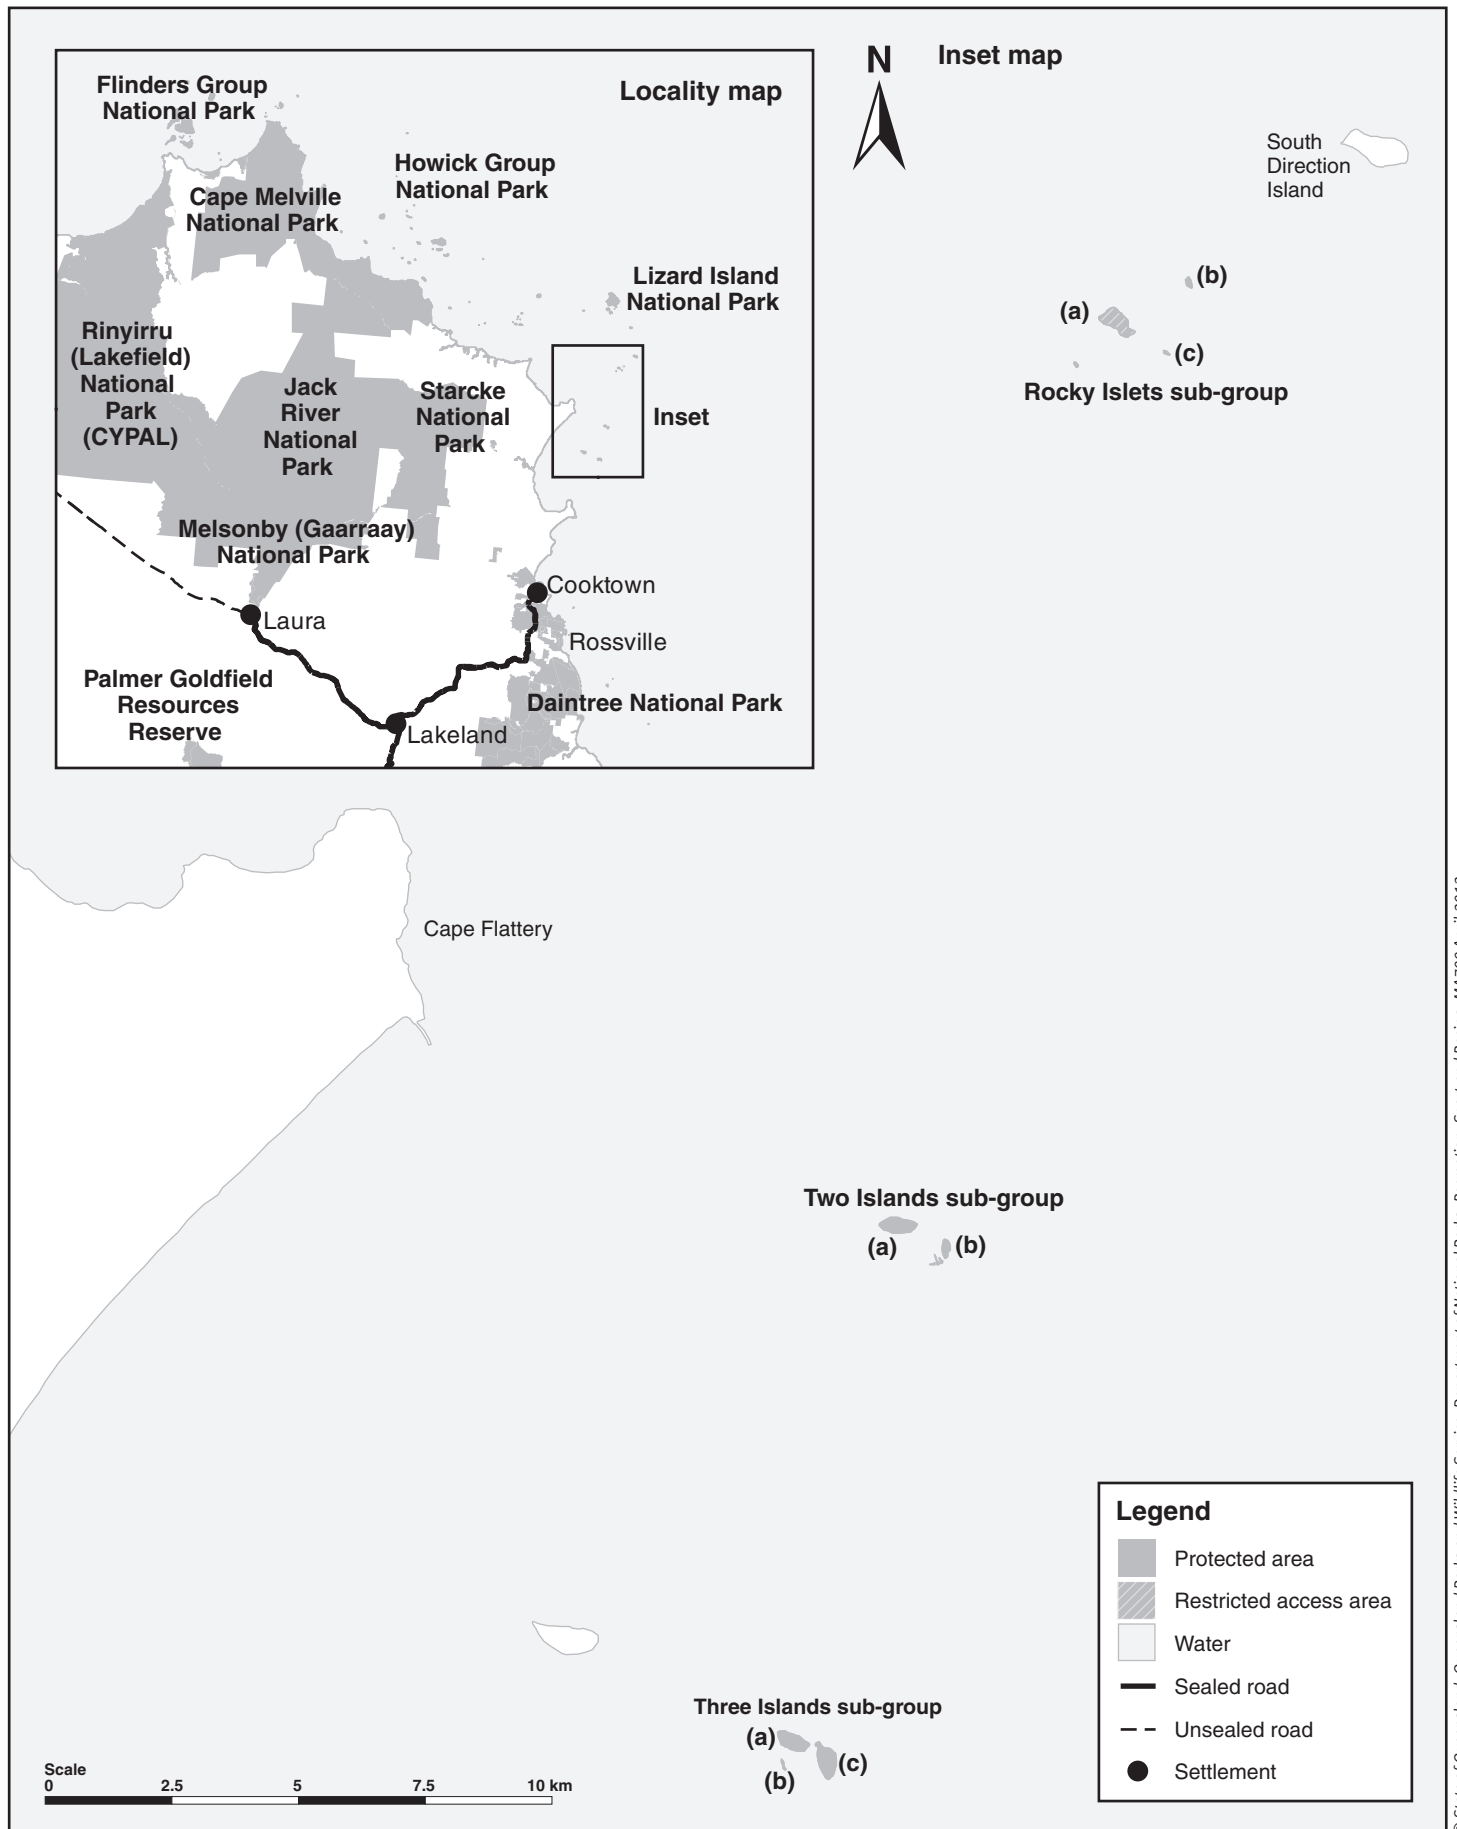 Inset map
N
Locality map
Flinders Group
National Park
Howick Group
National Park
Cape Melville
National Park
Lizard Island
National Park
Rinyirru
(Lakefield)
National
Park
(CYPAL)
Jack
River
National
Park
Starcke
National
Park
Inset
Melsonby (Gaarraay)
National Park
Cooktown
Laura
Rossville
Palmer Goldfield
Resources
Reserve
Daintree National Park
Lakeland
South
Direction
Island
(b)
(a)
(c)
Rocky Islets sub-group
Cape Flattery
Two Islands sub-group
(a)
(b)
Three Islands sub-group
(a)
(b)
(c)
Scale
0 2.5 5 7.5 10 km
Legend
Protected area
Restricted access area
Water
Sealed road
Unsealed road
Settlement